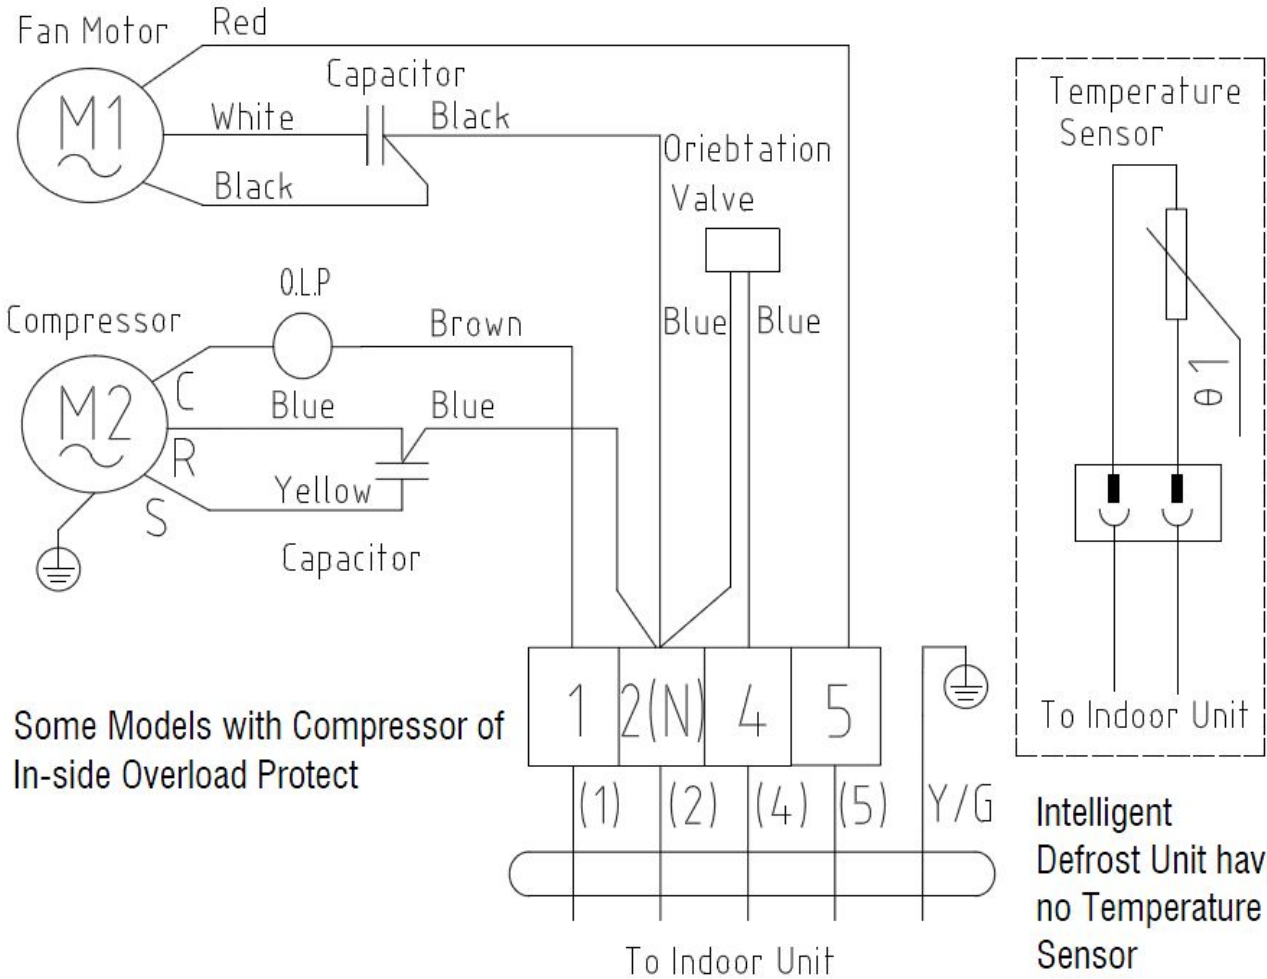 Fan Motor
Red
M1
White
Capacitor
Black
Black
Oriebtation
Valve
Blue
Blue
O.L.P
Compressor
Brown
M2
C
Blue
Blue
R
Yellow
S
Capacitor
1
2(N)
4
5
Some Models with Compressor of
In-side Overload Protect
(1)
(2)
(4)
(5)
Y/G
To Indoor Unit
Temperature
Sensor
θ1
To Indoor Unit
Intelligent
Defrost Unit hav
no Temperature
Sensor